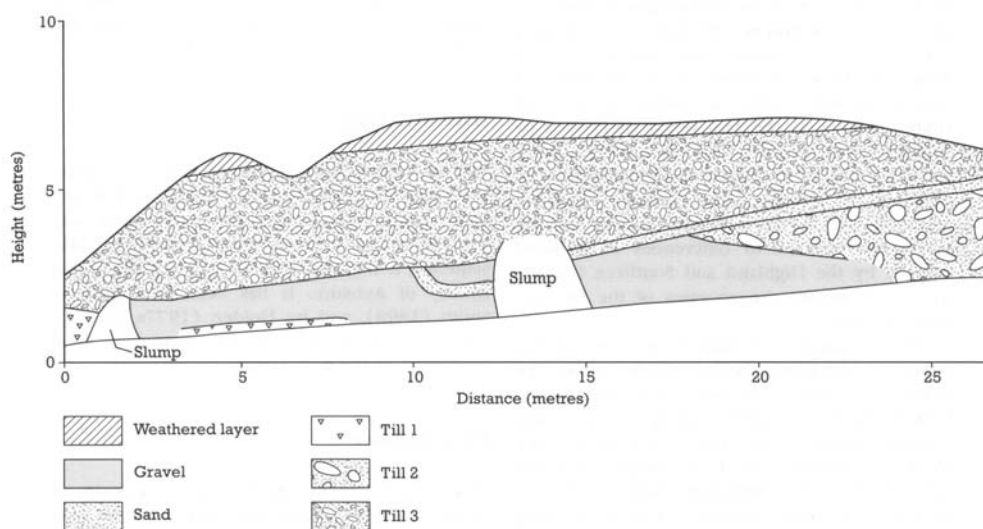 10
Height (metres)
5
0
Slump
Slump
0 5 10 15 20 25
Distance (metres)
Weathered layer Till 1
Gravel Till 2
Sand Till 3